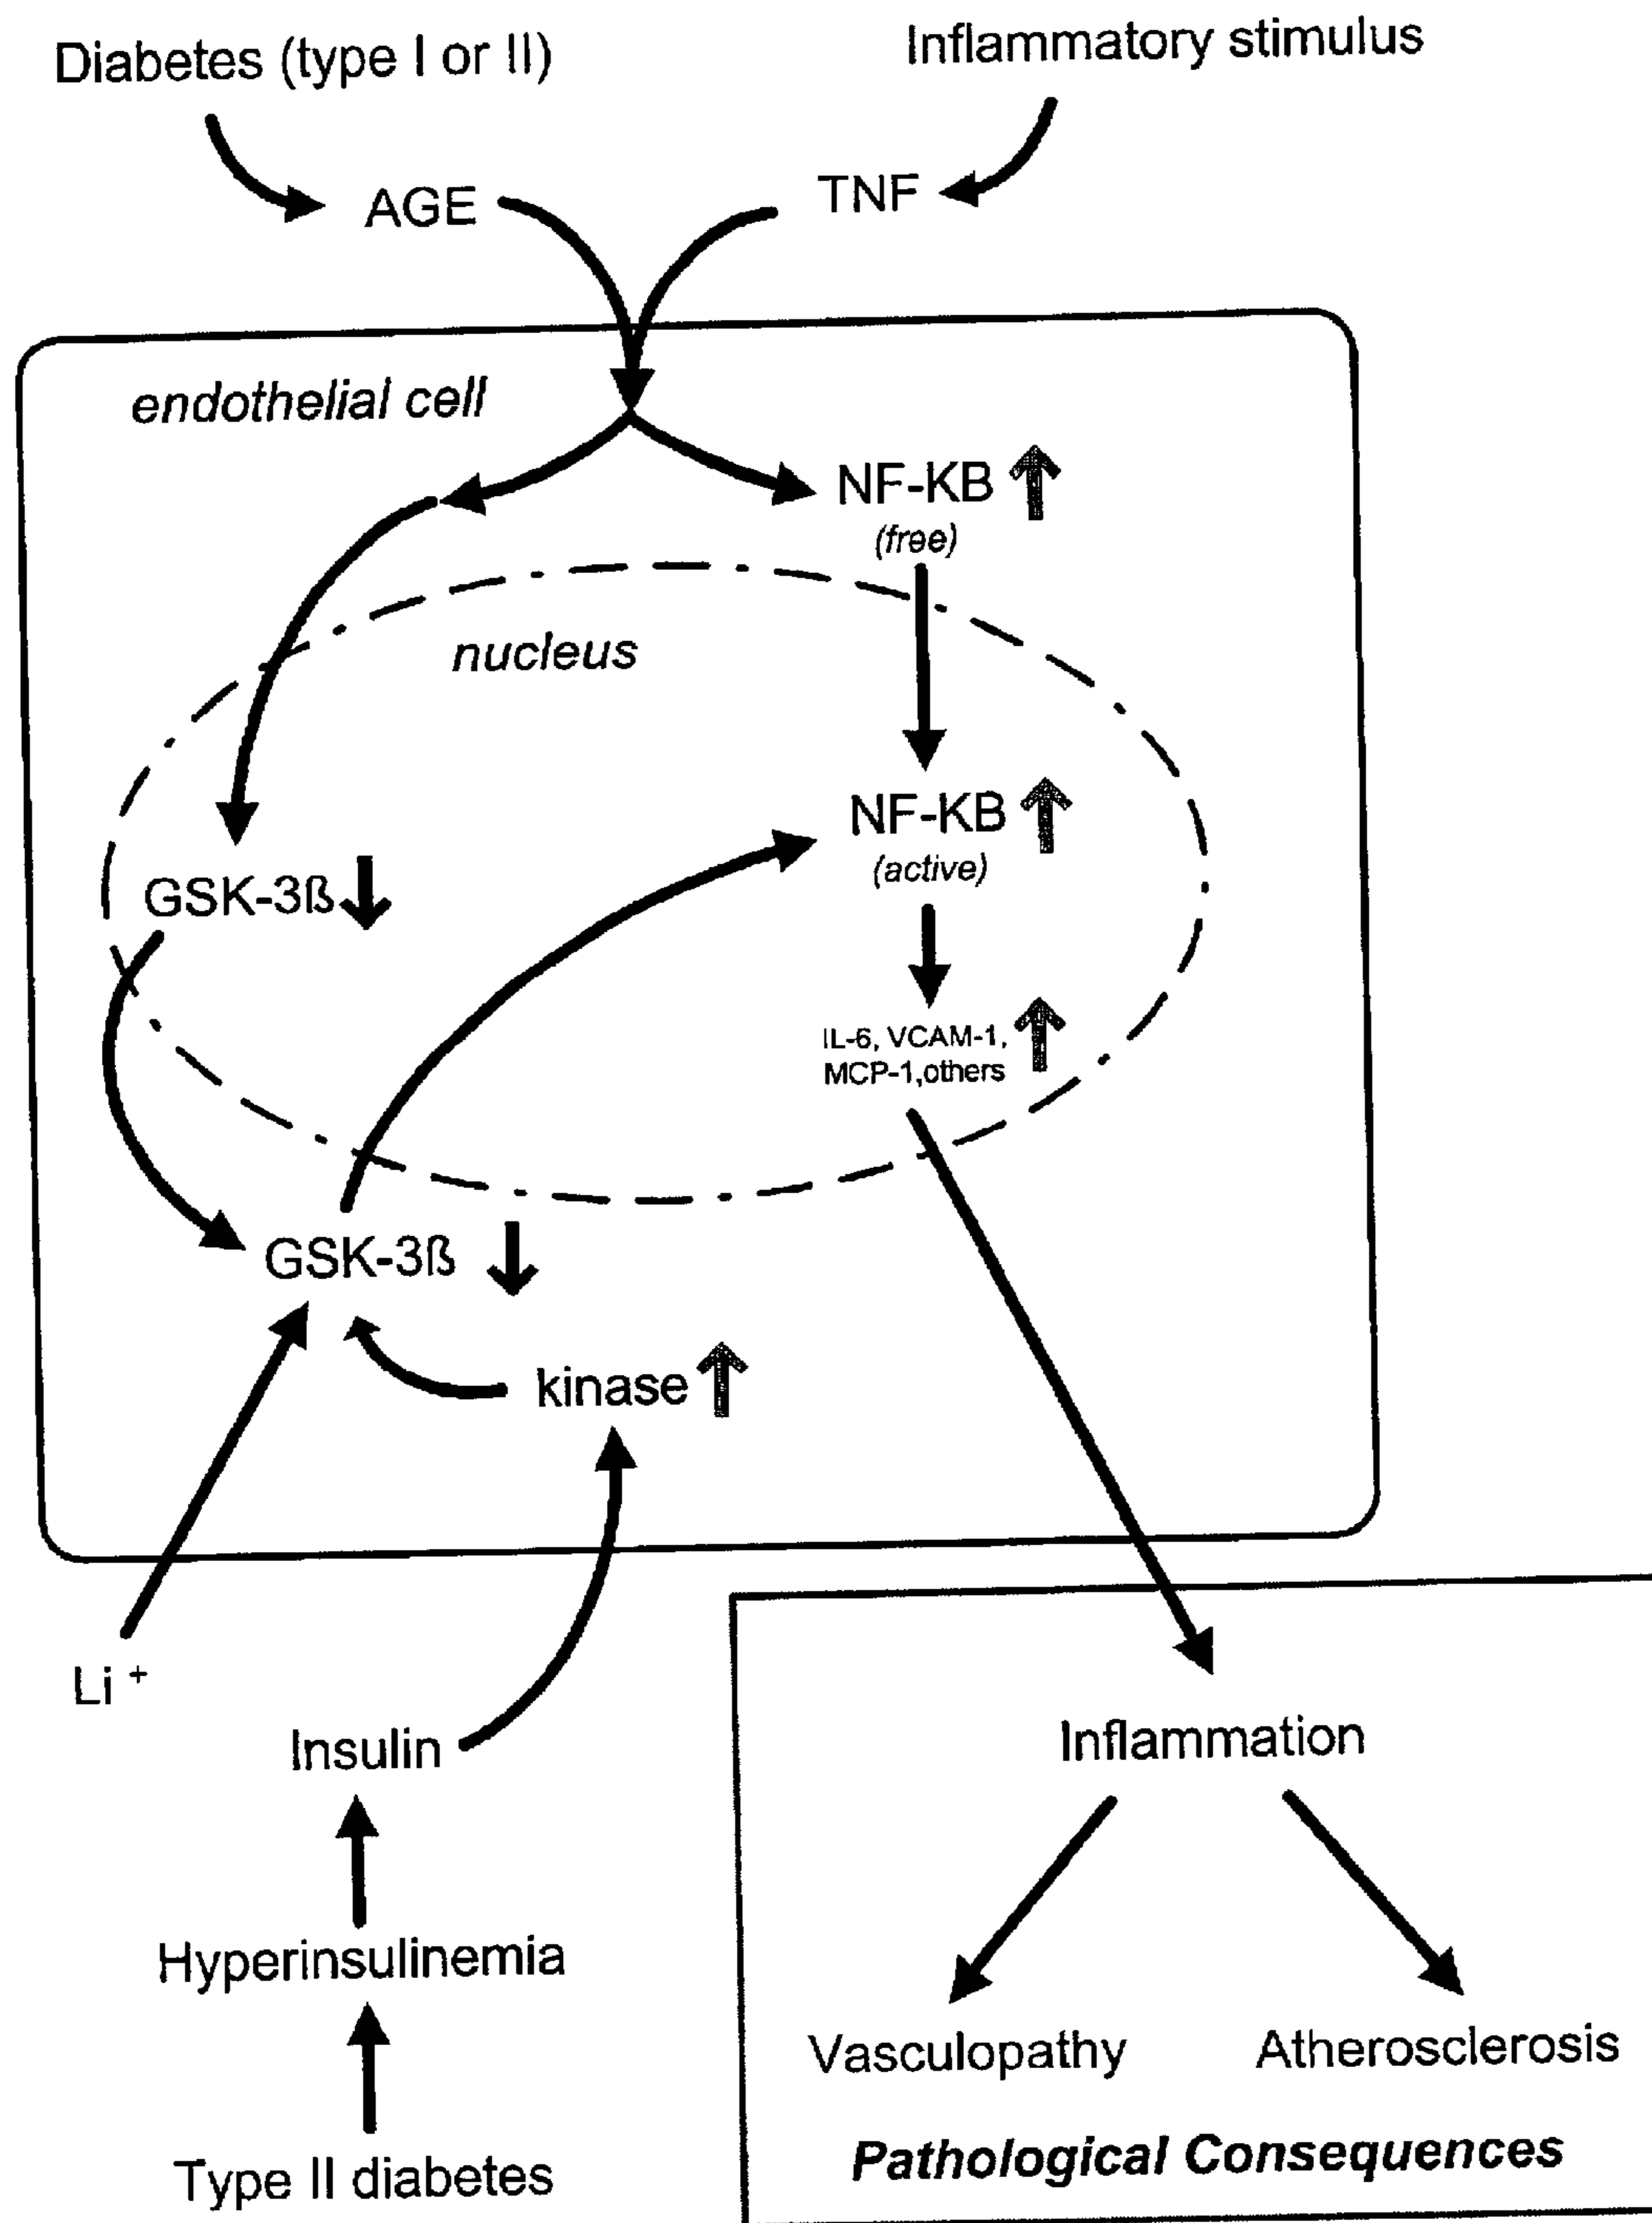 Diabetes (type I or II)
Inflammatory stimulus
AGE
TNF
endothelial cell
NF-KB
(free)
nucleus
NF-KB
(active)
GSK-3ß
IL-6, VCAM-1,
MCP-1,others
GSK-3ß
kinase
Li +
Insulin
Inflammation
Hyperinsulinemia
Vasculopathy
Atherosclerosis
Pathological Consequences
Type II diabetes